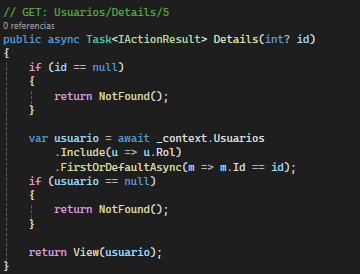 // GET: Usuarios/Details/5
0 referencias
public async Task<IActionResult> Details(int? id)
{
    if (id == null)
    {
        return NotFound();
    }

    var usuario = await _context.Usuarios
        .Include(u => u.Rol)
        .FirstOrDefaultAsync(m => m.Id == id);
    if (usuario == null)
    {
        return NotFound();
    }

    return View(usuario);
}